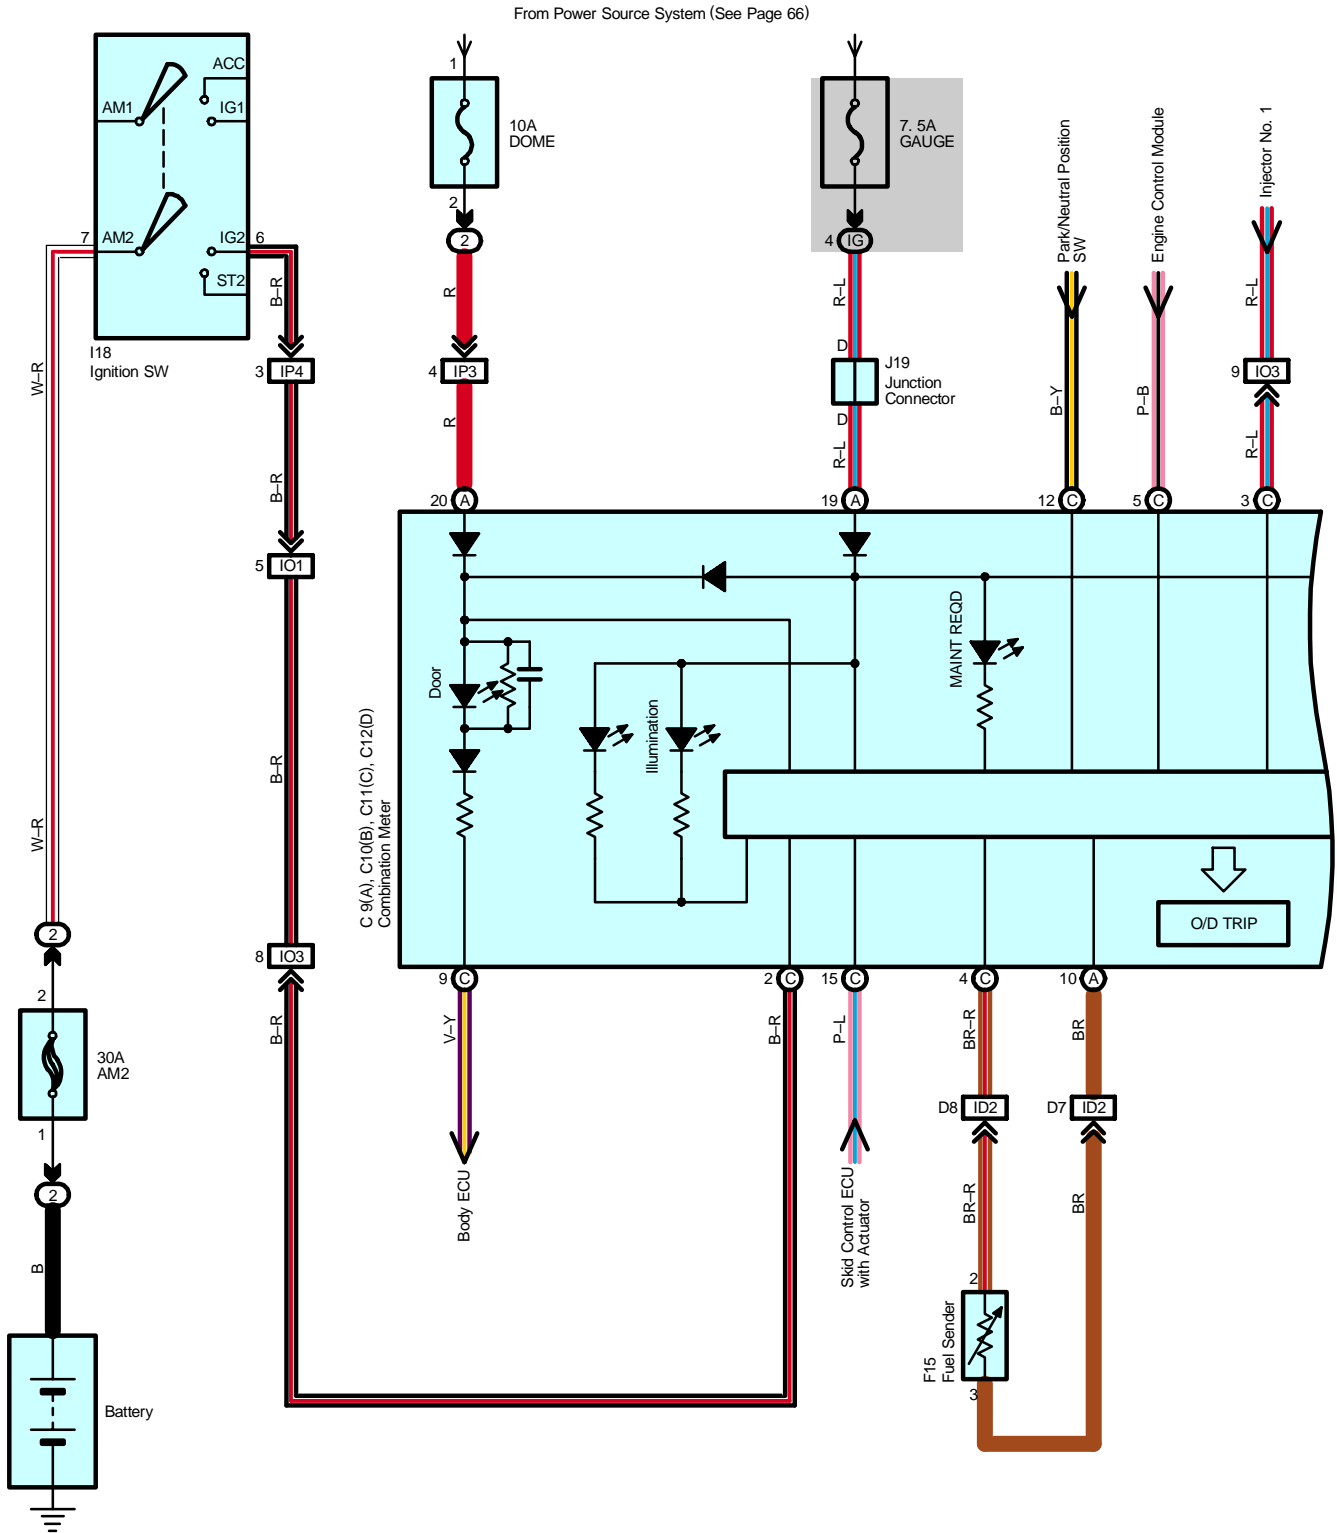 From Power Source System (See Page 66)
1
10A
DOME
2
2
R
4 IP3
R
20 A
7. 5A
GAUGE
4 IG
R–L
D
J19
Junction
Connector
D
R–L
19 A
Park/Neutral Position
SW
B–Y
12 C
Engine Control Module
P–B
5 C
Injector No. 1
R–L
9 IO3
R–L
3 C
ACC
AM1
IG1
7 AM2
IG2 6
ST2
I18
Ignition SW
B–R
3 IP4
B–R
5 IO1
B–R
8 IO3
B–R
W–R
W–R
2
2
30A
AM2
1
2
B
Battery
C 9(A), C10(B), C11(C), C12(D)
Combination Meter
Door
Illumination
MAINT REQD
O/D TRIP
9 C
V–Y
Body ECU
2 C
B–R
15 C
P–L
Skid Control ECU
with Actuator
4 C
BR–R
D8 ID2
BR–R
2
F15
Fuel Sender
3
10 A
BR
D7 ID2
BR